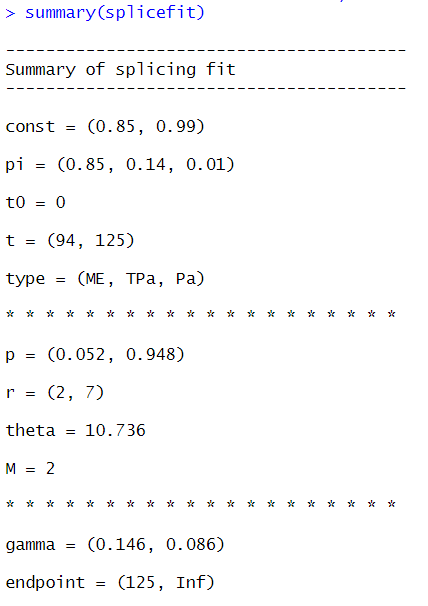 > summary(splicefit)
----------------------------------------
Summary of splicing fit
----------------------------------------
const = (0.85, 0.99)
pi = (0.85, 0.14, 0.01)
t0 = 0
t = (94, 125)
type = (ME, TPa, Pa)
* * * * * * * * * * * * * * * * * * * *
p = (0.052, 0.948)
r = (2, 7)
theta = 10.736
M = 2
* * * * * * * * * * * * * * * * * * * *
gamma = (0.146, 0.086)
endpoint = (125, Inf)